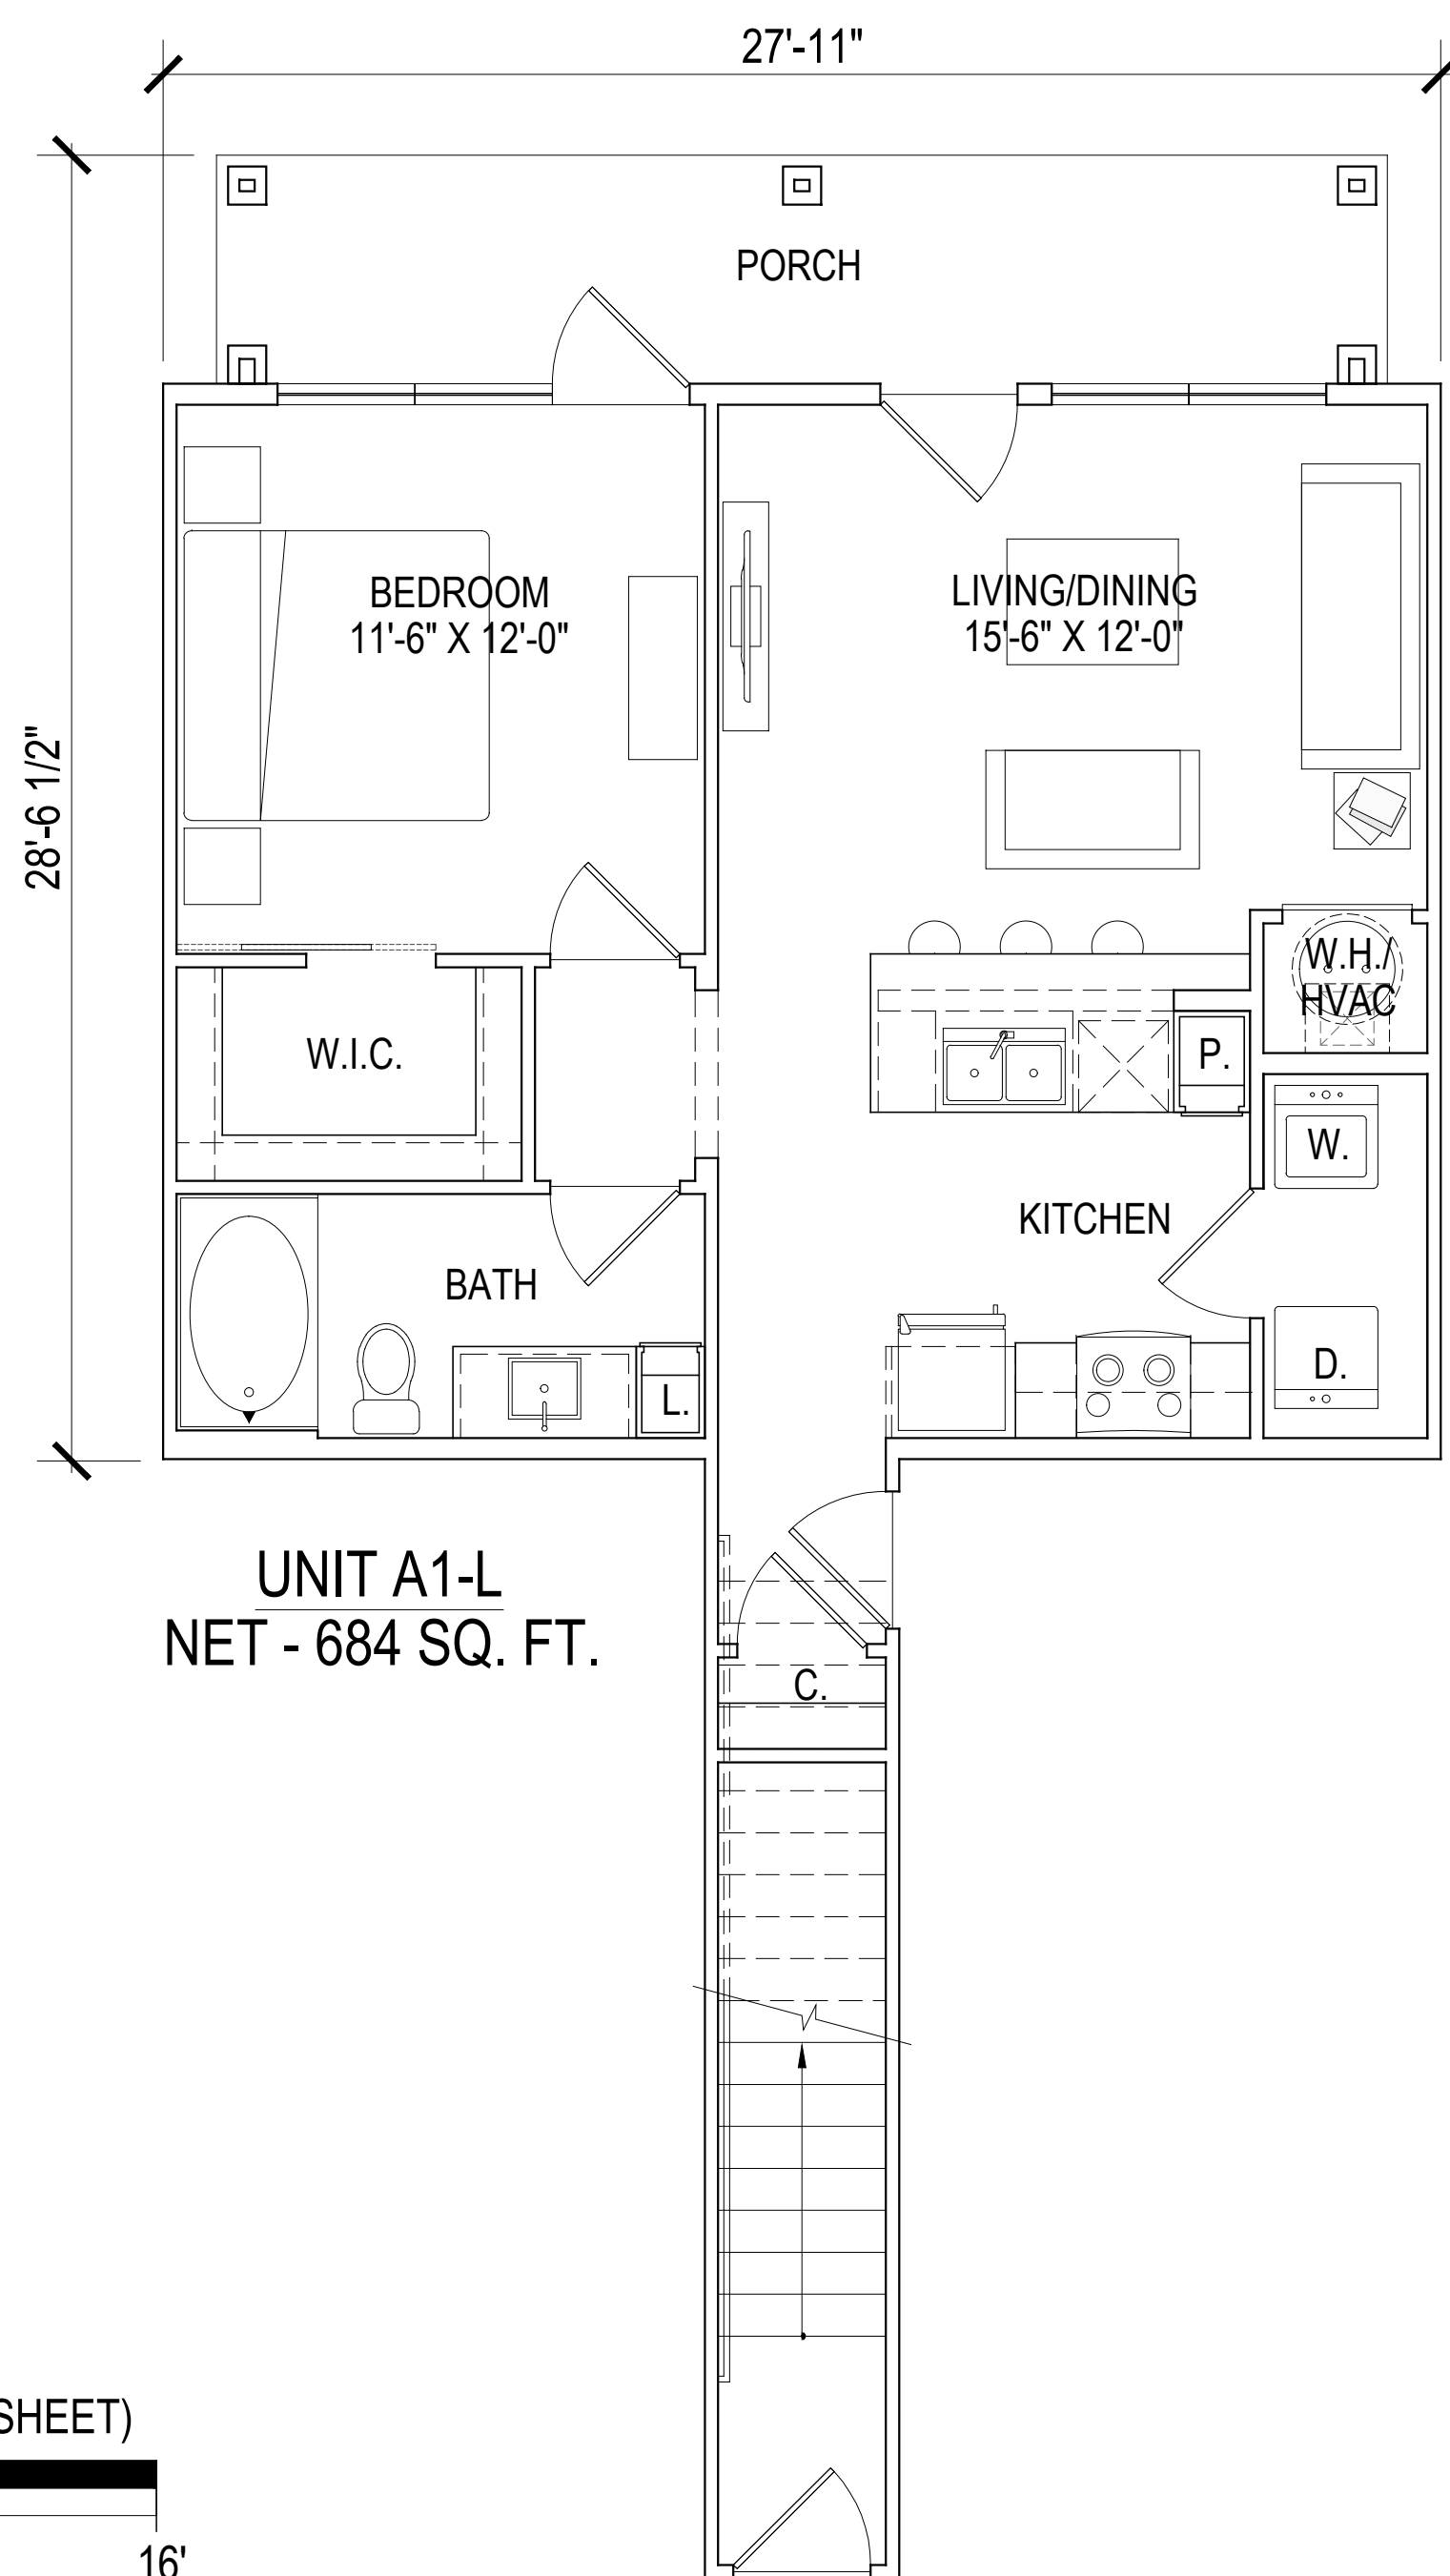 27'-11"
PORCH
28'-6 1/2"
BEDROOM
11'-6" X 12'-0"
LIVING/DINING
15'-6" X 12'-0"
W.H./
HVAC
W.I.C.
P.
W.
KITCHEN
BATH
D.
L.
UNIT A1-L
NET - 684 SQ. FT.
C.
SHEET)
16'